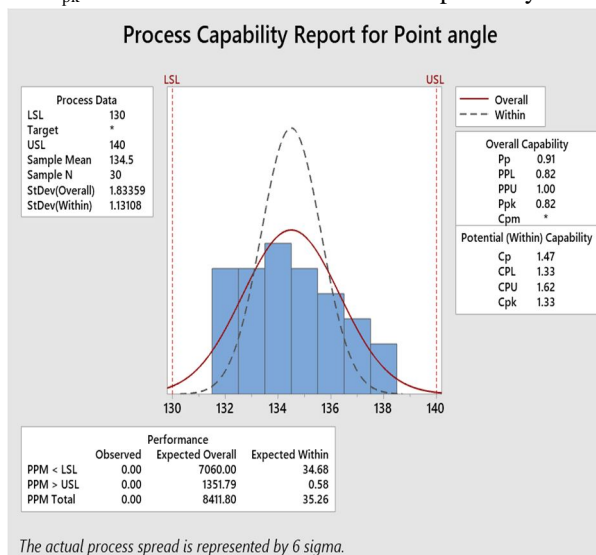 pk
Process Capability Report for Point angle
LSL USL
Process Data
LSL 130
Target *
USL 140
Sample Mean 134.5
Sample N 30
StDev(Overall) 1.83359
StDev(Within) 1.13108
Overall
Within
Overall Capability
Pp 0.91
PPL 0.82
PPU 1.00
Ppk 0.82
Cpm *
Potential (Within) Capability
Cp 1.47
CPL 1.33
CPU 1.62
Cpk 1.33
130 132 134 136 138 140
Performance
Observed Expected Overall Expected Within
PPM < LSL 0.00 7060.00 34.68
PPM > USL 0.00 1351.79 0.58
PPM Total 0.00 8411.80 35.26
The actual process spread is represented by 6 sigma.